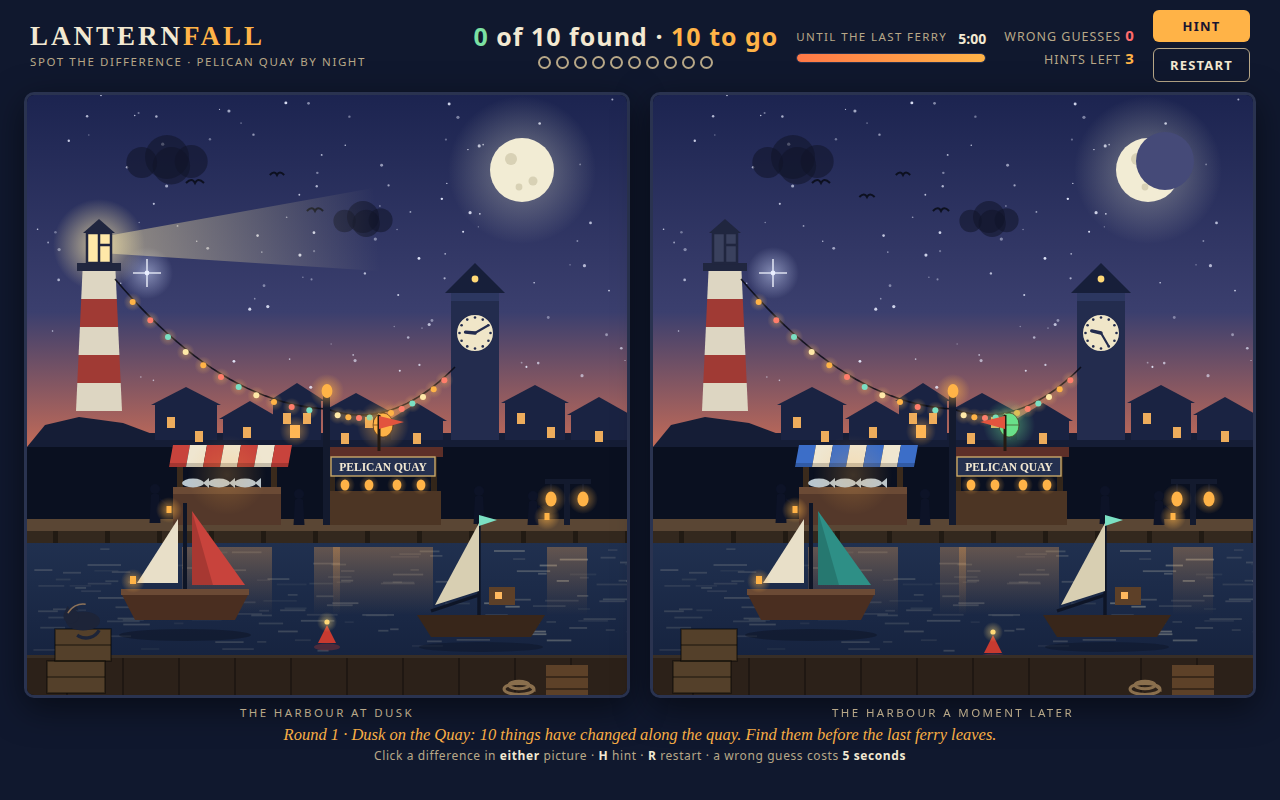 LANTERNFALL
SPOT THE DIFFERENCE · PELICAN QUAY BY NIGHT
0 of 10 found · 10 to go
UNTIL THE LAST FERRY 5:00
WRONG GUESSES 0
HINTS LEFT 3
HINT
RESTART
PELICAN QUAY
PELICAN QUAY
THE HARBOUR AT DUSK
THE HARBOUR A MOMENT LATER
Round 1 · Dusk on the Quay: 10 things have changed along the quay. Find them before the last ferry leaves.
Click a difference in either picture · H hint · R restart · a wrong guess costs 5 seconds